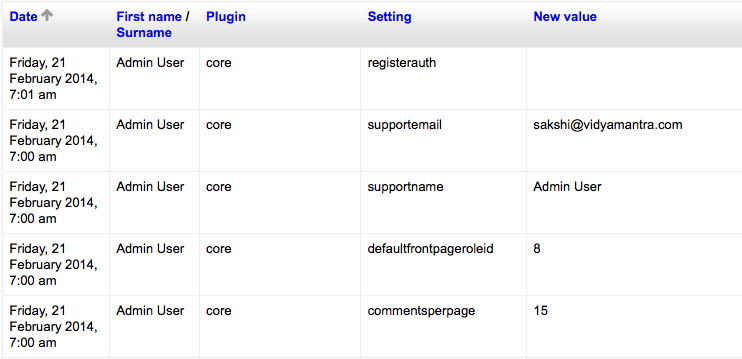 Date First name / Plugin Setting New value
Surname
Friday, 21 Admin User core registerauth
February 2014,
7:01 am
Friday, 21 Admin User core supportemail sakshi@vidyamantra.com
February 2014,
7:00 am
Friday, 21 Admin User core supportname Admin User
February 2014,
7:00 am
Friday, 21 Admin User core defaultfrontpageroleid 8
February 2014,
7:00 am
Friday, 21 Admin User core commentsperpage 15
February 2014,
7:00 am